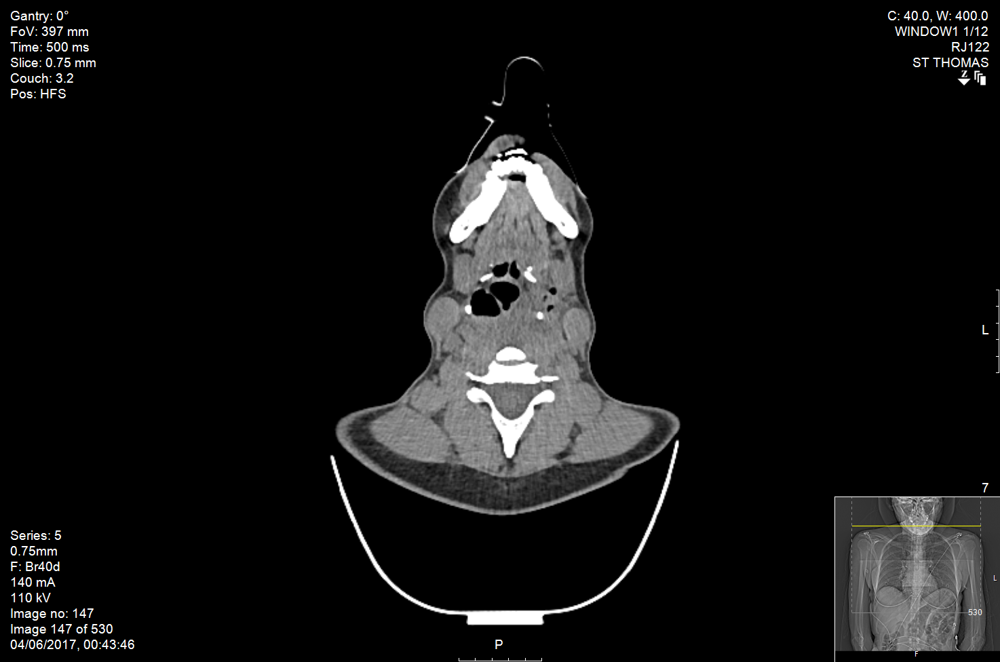 Gantry: 0°
FoV: 397 mm
Time: 500 ms
Slice: 0.75 mm
Couch: 3.2
Pos: HFS
C: 40.0, W: 400.0
WINDOW1 1/12
RJ122
ST THOMAS
Z
L
7
Series: 5
0.75mm
F: Br40d
140 mA
110 kV
Image no: 147
Image 147 of 530
04/06/2017, 00:43:46
P
L
530
F